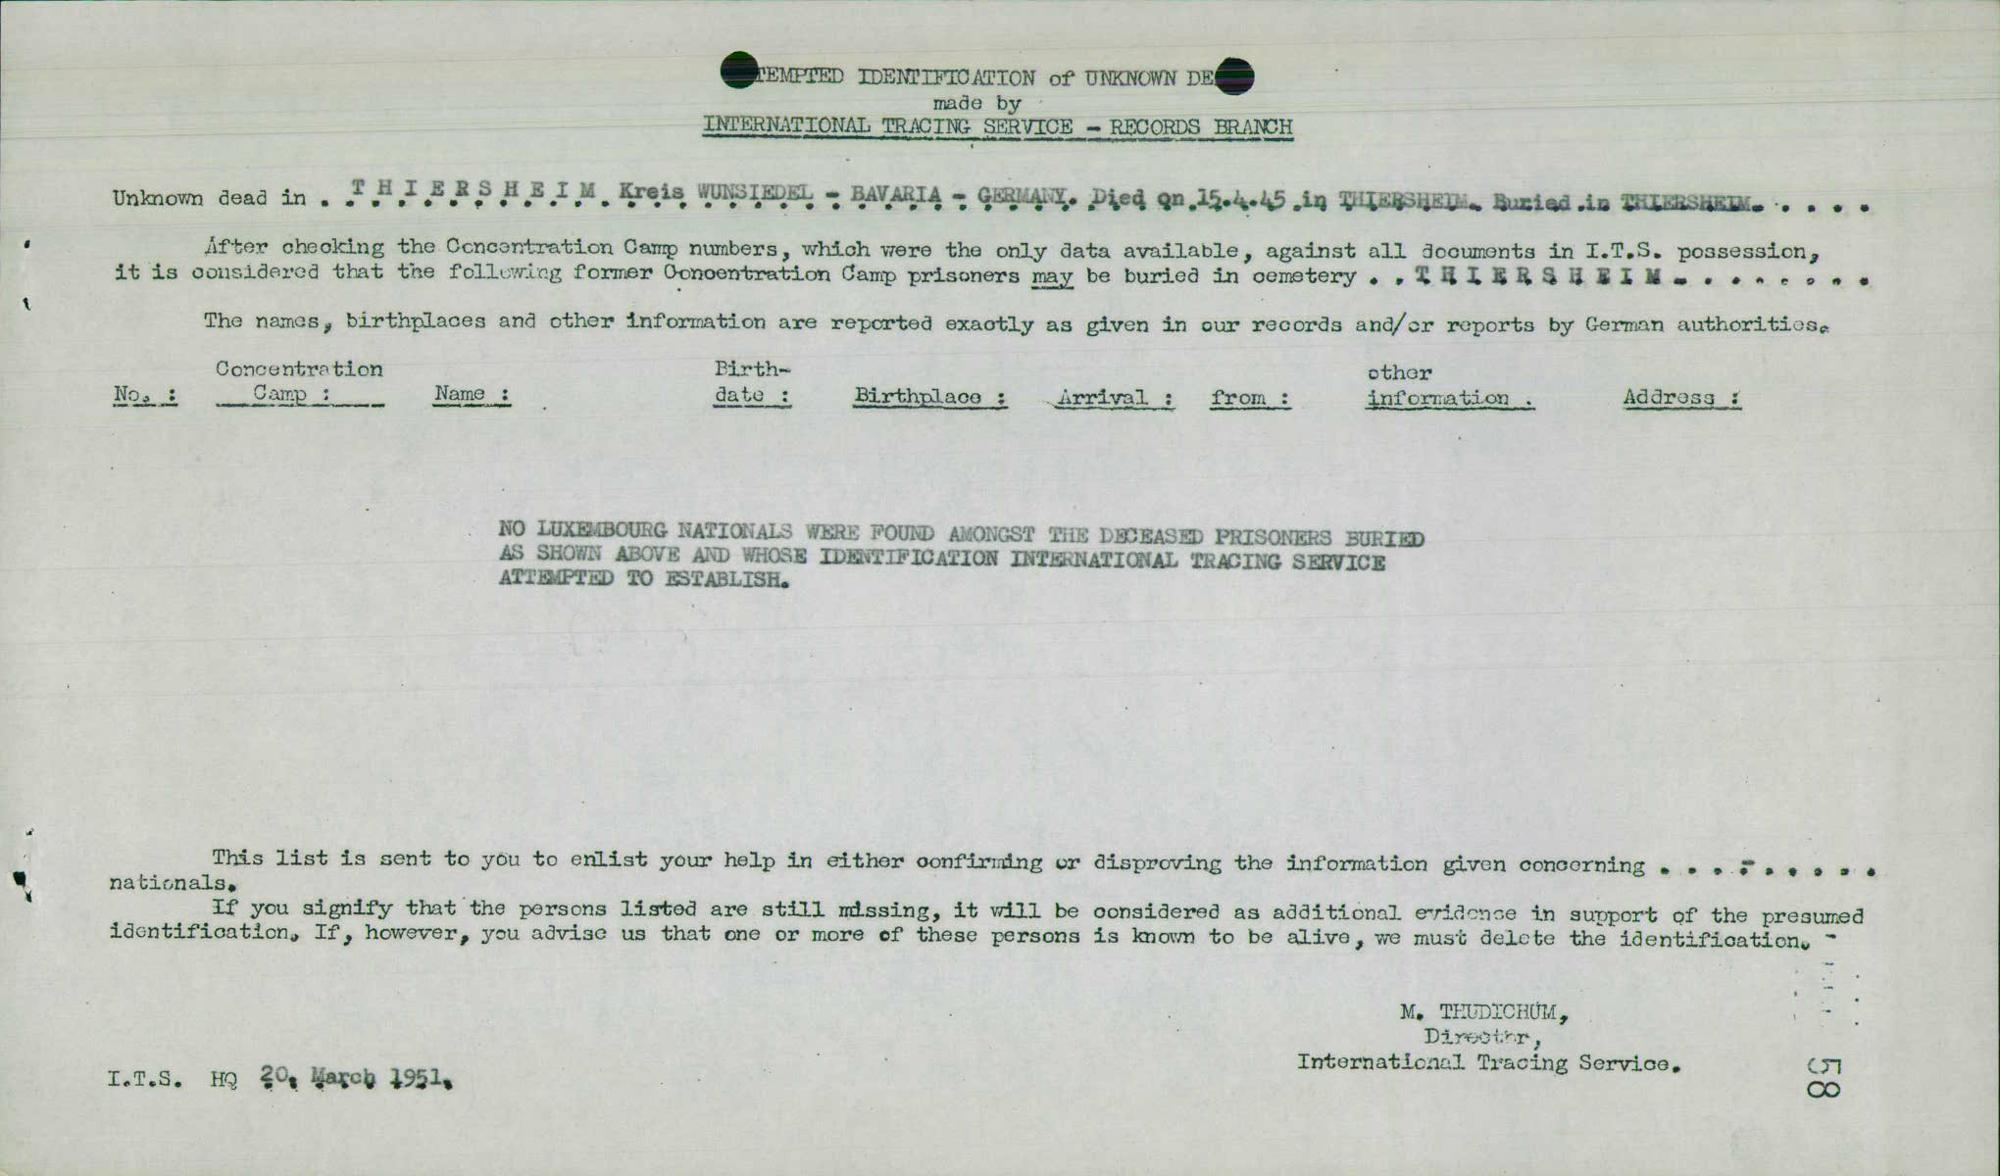 TEMPTED IDENTIFICATION of UNKNOWN DE
made by
INTERNATIONAL TRACING SERVICE - RECORDS BRANCH
Unknown dead in . T H I E R S H E I M . Kreis WUNSIEDEL - BAVARIA - GERMANY. Died on 15.4.45 in THIERSHEIM. Buried in THIERSHEIM. . . . .
After checking the Concentration Camp numbers, which were the only data available, against all documents in I.T.S. possession,
it is considered that the following former Concentration Camp prisoners may be buried in cemetery . . T H I E R S H E I M . . . . . . . .
The names, birthplaces and other information are reported exactly as given in our records and/or reports by German authorities.
No. : Concentration Camp : Name : Birth-date : Birthplace : Arrival : from : other information . Address :
NO LUXEMBOURG NATIONALS WERE FOUND AMONGST THE DECEASED PRISONERS BURIED
AS SHOWN ABOVE AND WHOSE IDENTIFICATION INTERNATIONAL TRACING SERVICE
ATTEMPTED TO ESTABLISH.
This list is sent to you to enlist your help in either confirming or disproving the information given concerning . . . . - . . . . .
nationals.
If you signify that the persons listed are still missing, it will be considered as additional evidence in support of the presumed
identification. If, however, you advise us that one or more of these persons is known to be alive, we must delete the identification. -
M. THUDICHUM,
Director,
International Tracing Service.
I.T.S. HQ 20. March 1951.
58